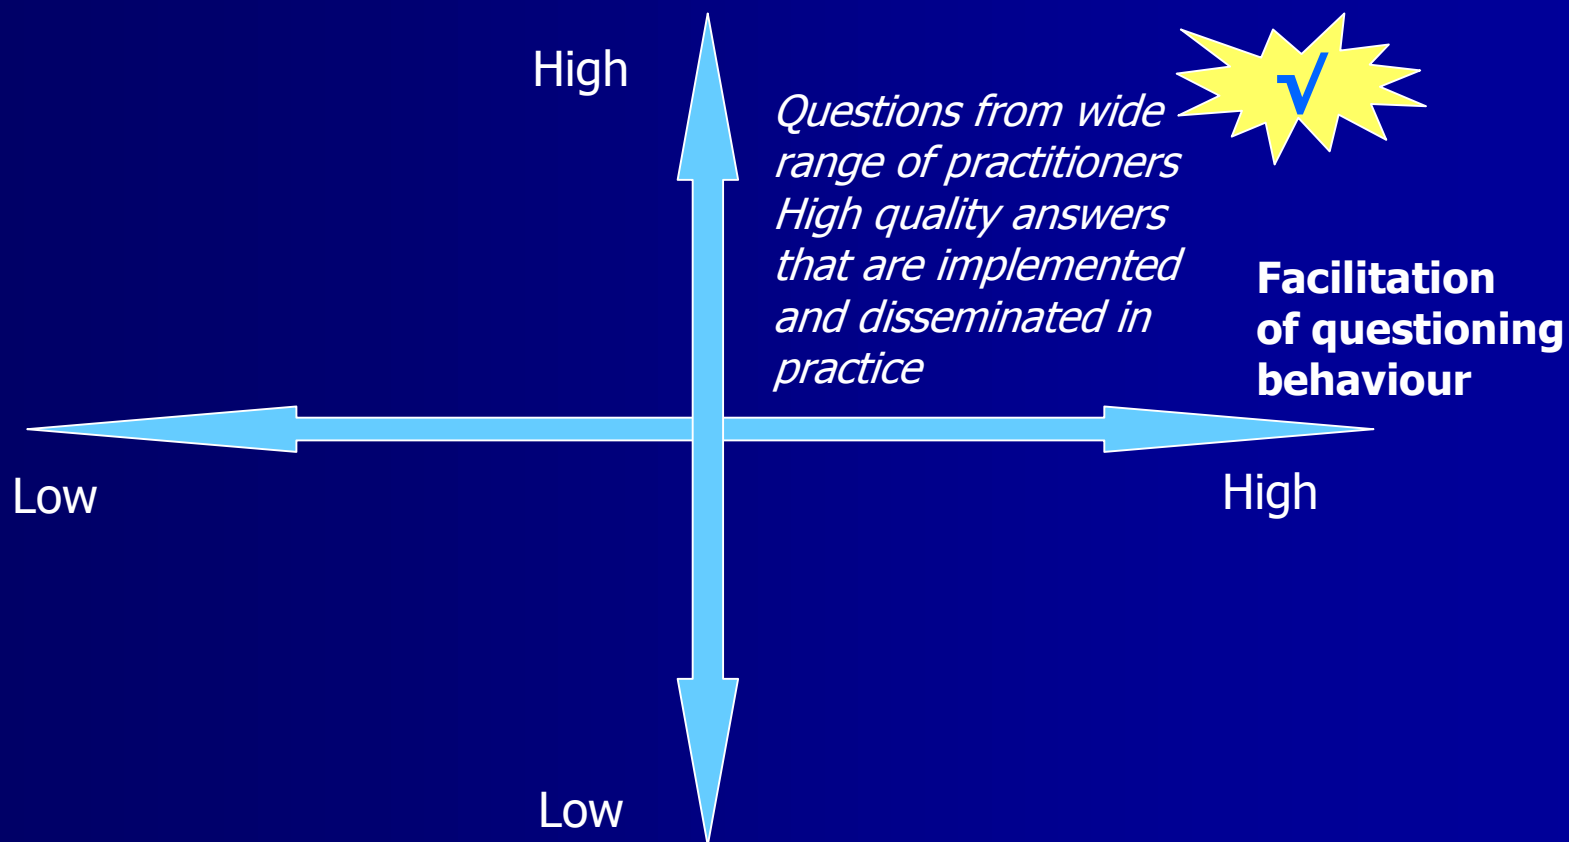 High
√
Questions from wide
range of practitioners
High quality answers
that are implemented
and disseminated in
practice
Facilitation
of questioning
behaviour
Low
High
Low